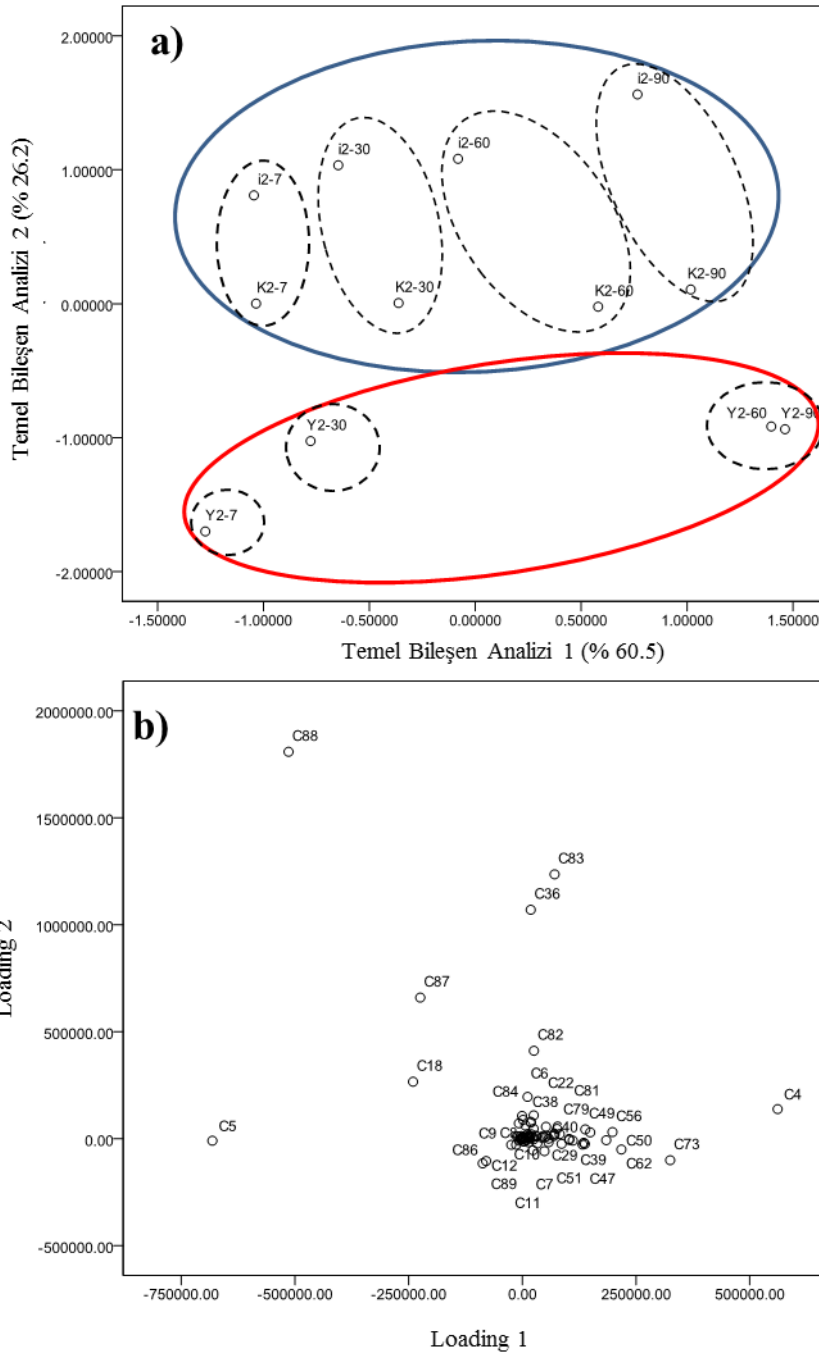 a)
2.00000
1.00000
0.00000
-1.00000
-2.00000
Temel Bileşen Analizi 2 (% 26.2)
i2-90
i2-60
i2-30
i2-7
K2-7
K2-30
K2-60
K2-90
Y2-30
Y2-60
Y2-90
Y2-7
-1.50000 -1.00000 -0.50000 0.00000 0.50000 1.00000 1.50000
Temel Bileşen Analizi 1 (% 60.5)
b)
2000000.00
1500000.00
1000000.00
500000.00
0.00
-500000.00
Loading 2
C88
C83
C36
C87
C82
C18
C6
C22
C81
C84
C38
C79
C49
C56
C4
C5
C9
C40
C50
C73
C86
C10
C29
C39
C62
C12
C89
C7
C51
C47
C11
-750000.00 -500000.00 -250000.00 0.00 250000.00 500000.00
Loading 1